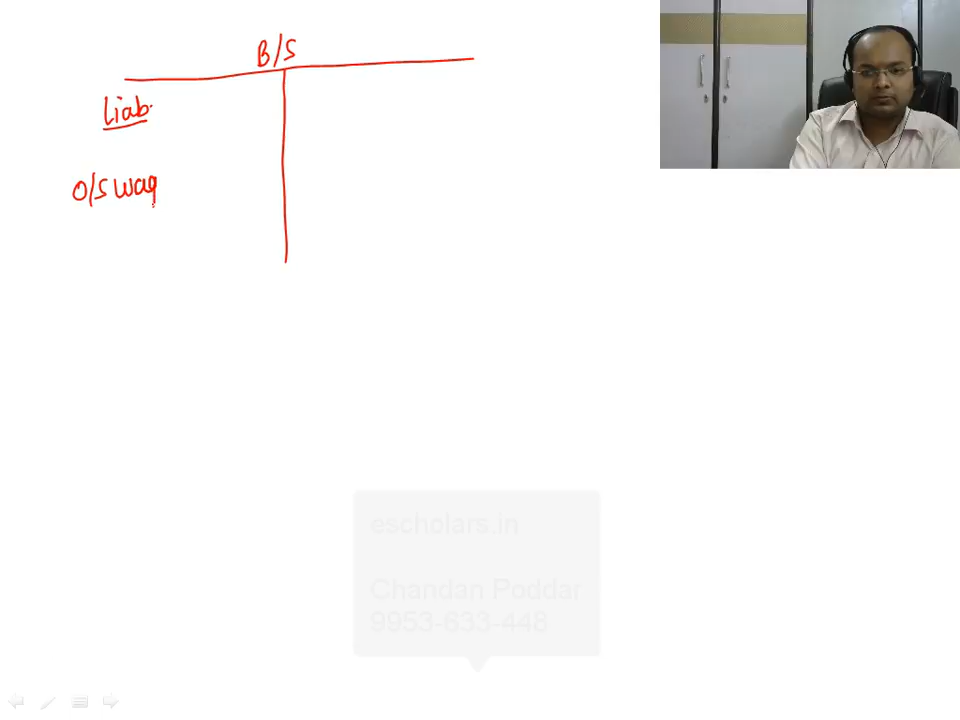 B/S
Liab.
O/S wag
escholars.in
Chandan Poddar
9953-633-448